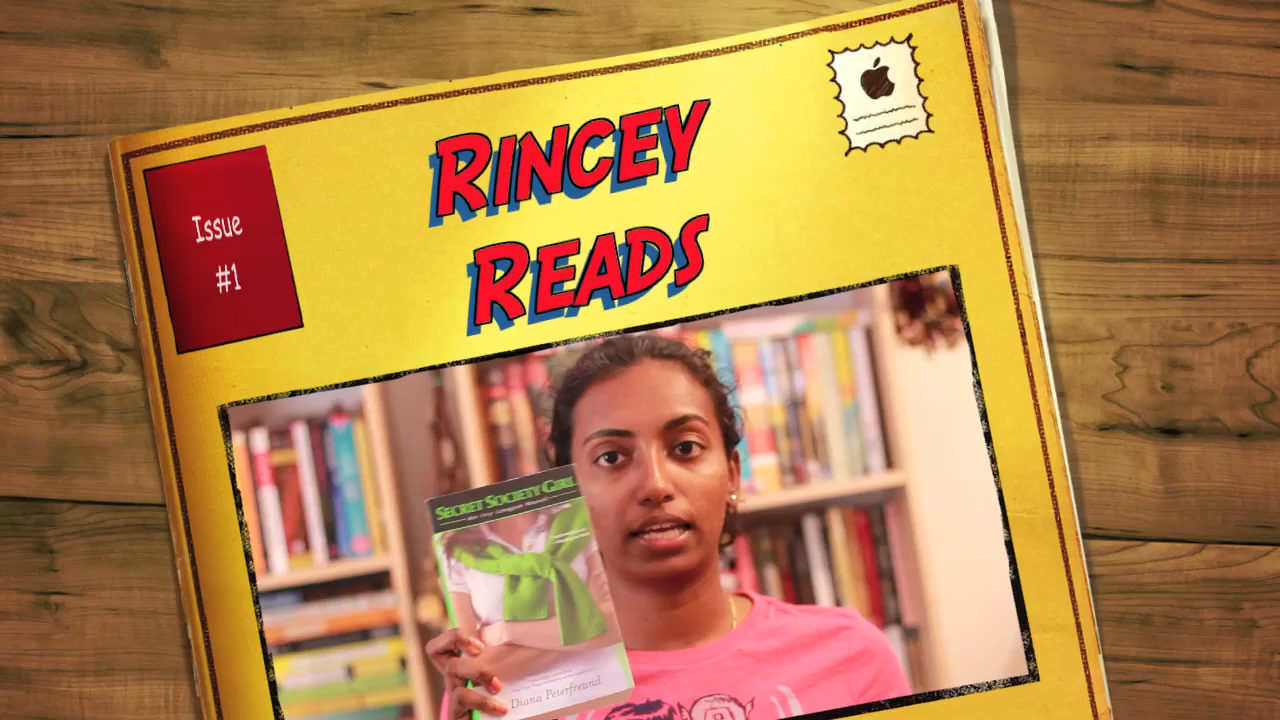 Issue
#1
RINCEY
READS
SECRET SOCIETY GIRL
Diana Peterfreund